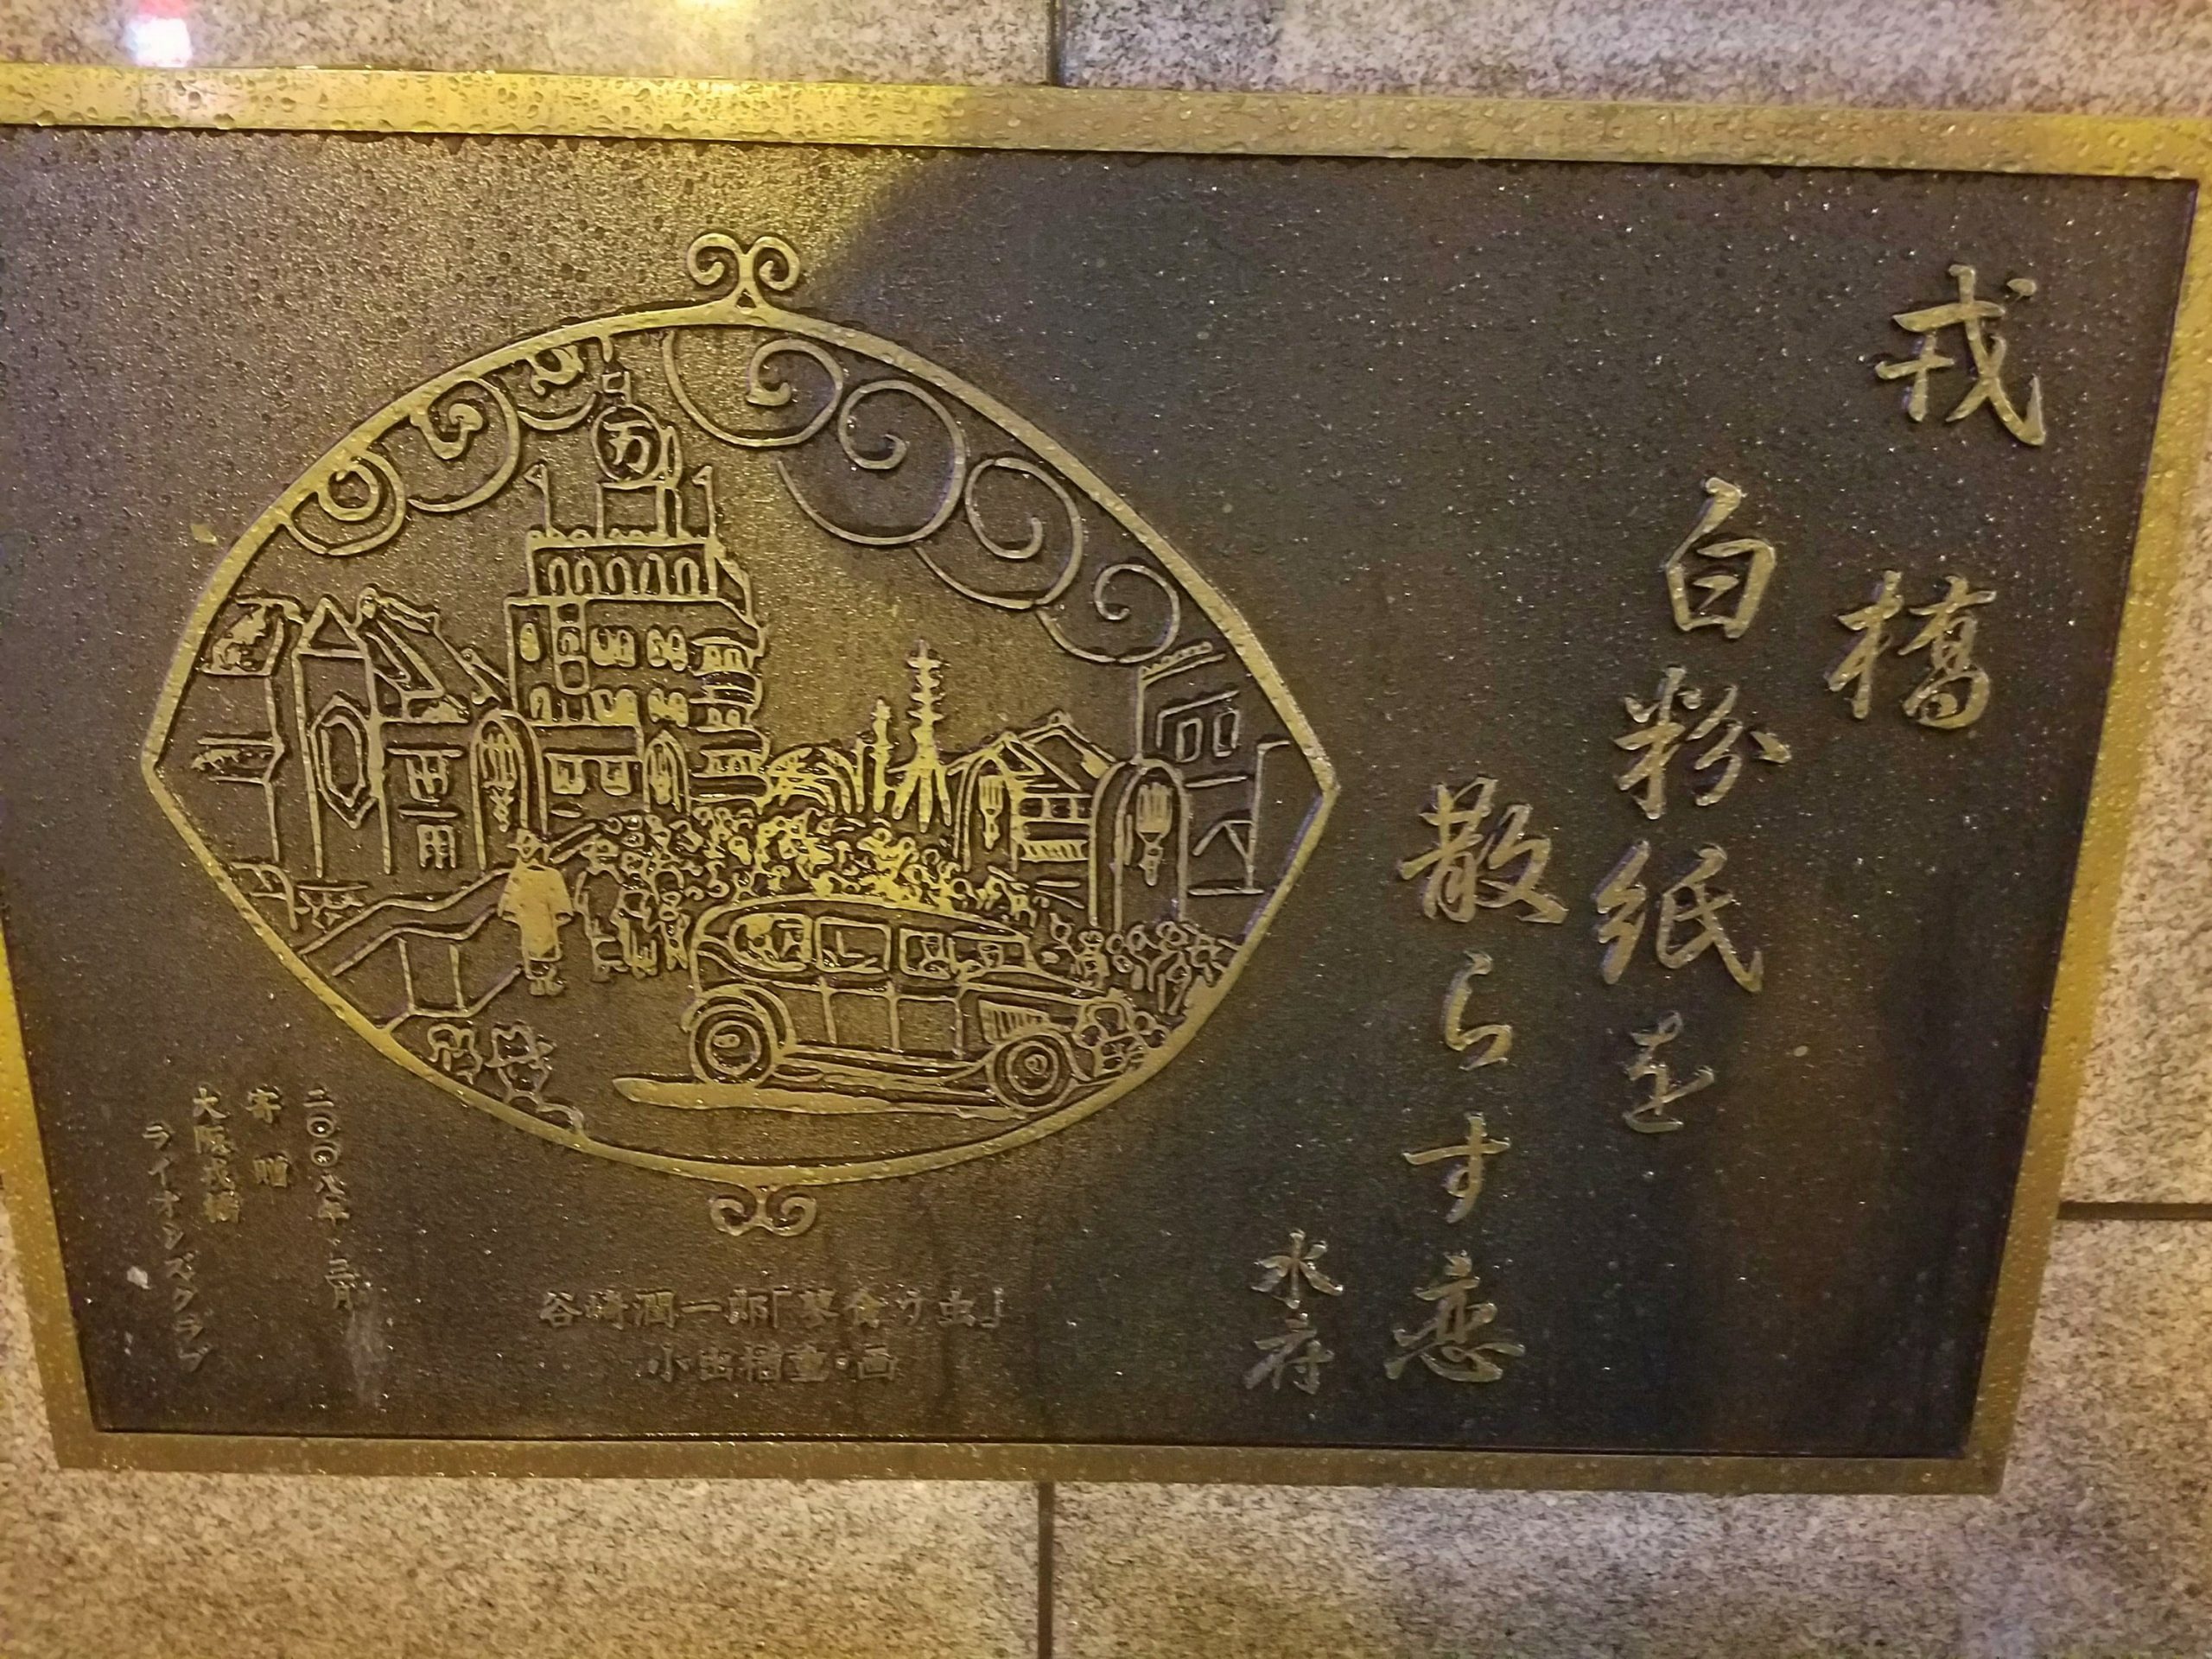 戎橋
白粉紙を
散らす恋
水府
万
谷崎潤一郎「蓼食う虫」
小出楢重・画
二〇〇八年・三月
寄贈
大阪戎橋
ライオンズクラブ